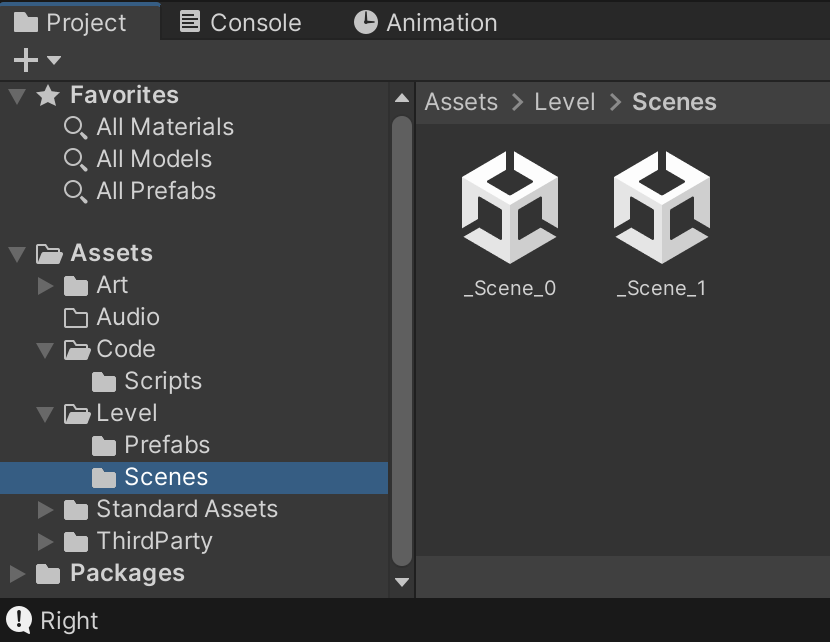 Project Console Animation
Favorites
All Materials
All Models
All Prefabs
Assets
Art
Audio
Code
Scripts
Level
Prefabs
Scenes
Standard Assets
ThirdParty
Packages
Assets > Level > Scenes
_Scene_0 _Scene_1
Right